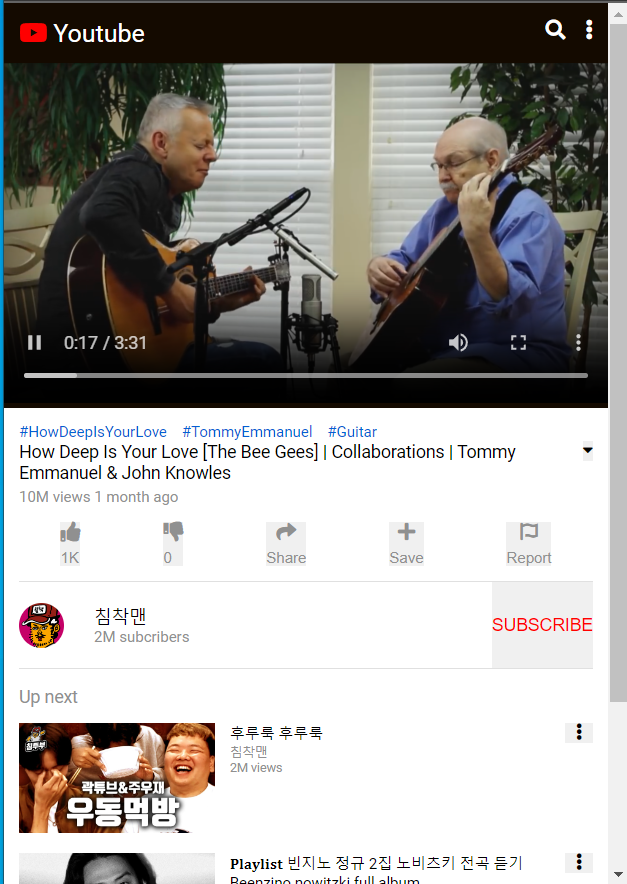 Youtube
0:17 / 3:31
#HowDeepIsYourLove #TommyEmmanuel #Guitar
How Deep Is Your Love [The Bee Gees] | Collaborations | Tommy
Emmanuel & John Knowles
10M views 1 month ago
1K 0 Share Save Report
침착맨
2M subcribers
SUBSCRIBE
Up next
침투부
곽튜브&주우재
우동먹방
후루룩 후루룩
침착맨
2M views
Playlist 빈지노 정규 2집 노비츠키 전곡 듣기
Beenzino nowitzki full album